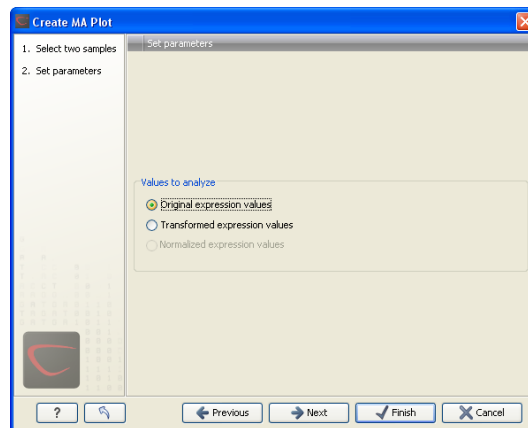 Create MA Plot
1. Select two samples
2. Set parameters
Set parameters
Values to analyze
Original expression values
Transformed expression values
Normalized expression values
?
Previous
Next
Finish
Cancel